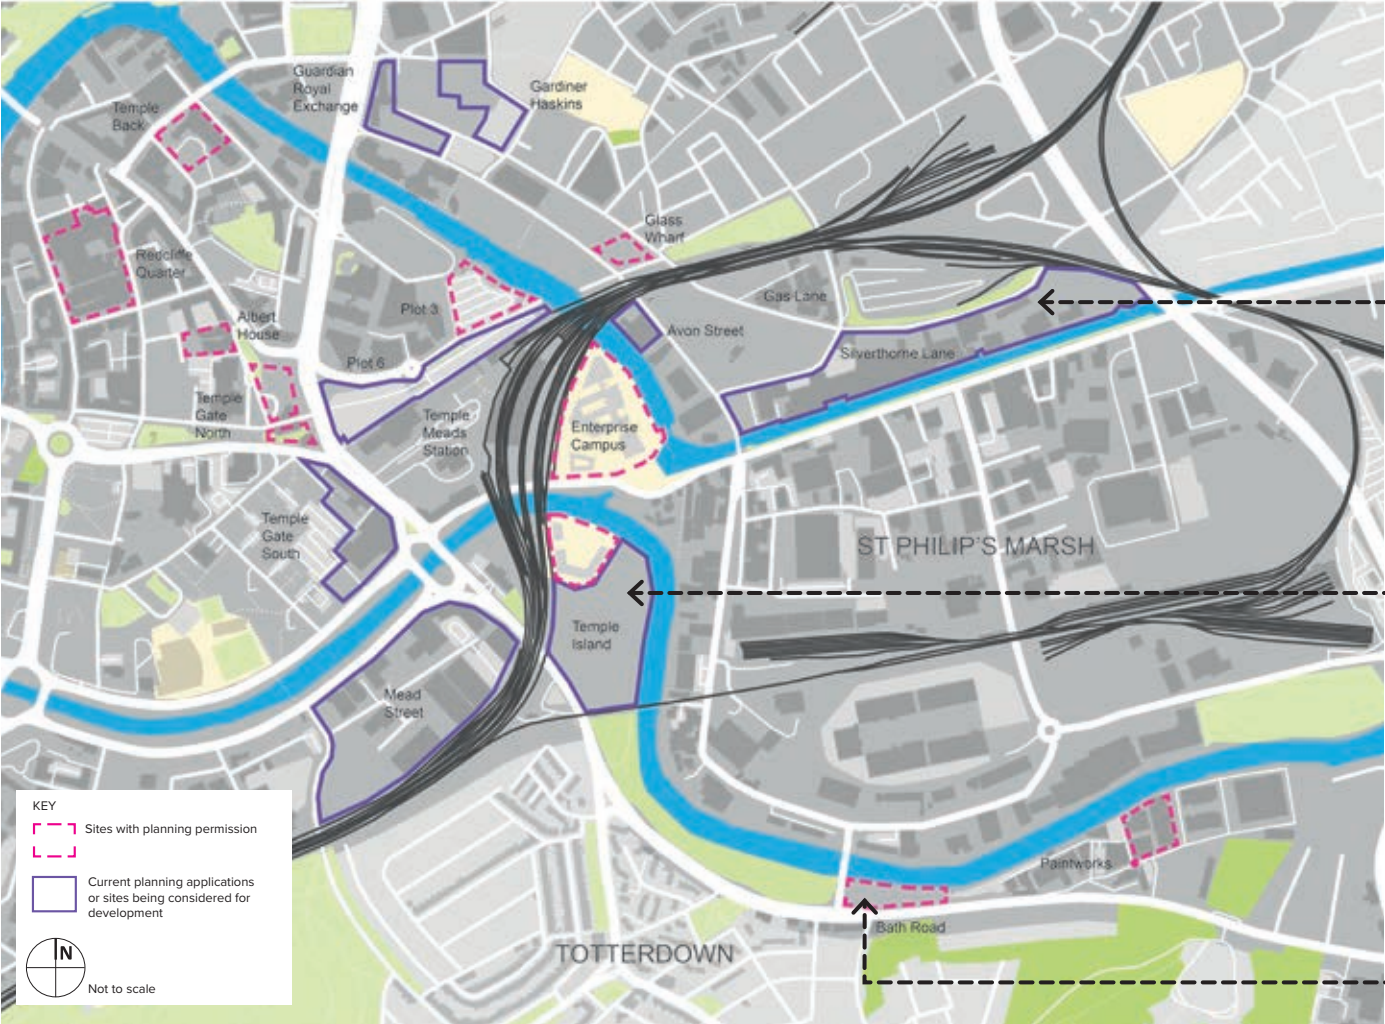 Guardian
Royal
Exchange
Gardiner
Haskins
Temple
Back
Glass
Wharf
Redcliffe
Quarter
Plot 3
Gas Lane
Albert
House
Avon Street
Silverthorne Lane
Plot 6
Temple
Gate
North
Temple
Meads
Station
Enterprise
Campus
Temple
Gate
South
ST PHILIP'S MARSH
Temple
Island
Mead
Street
Paintworks
Bath Road
TOTTERDOWN
KEY
Sites with planning permission
Current planning applications
or sites being considered for
development
N
Not to scale